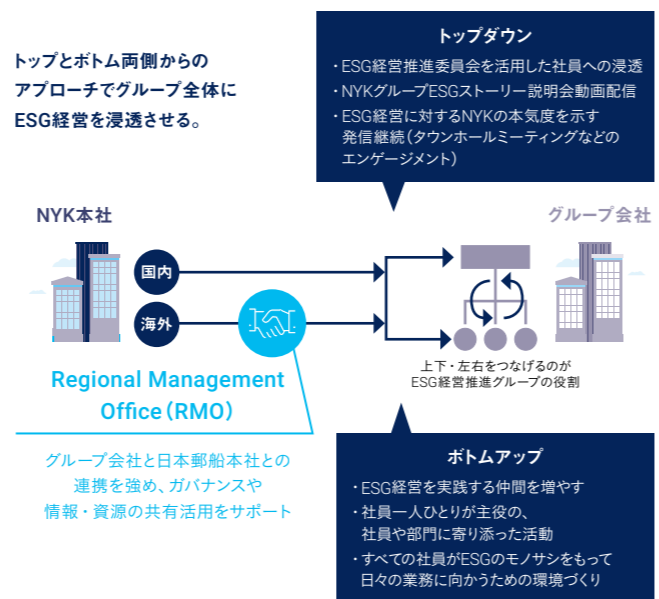 トップとボトム両側からの
アプローチでグループ全体に
ESG経営を浸透させる。
トップダウン
・ESG経営推進委員会を活用した社員への浸透
・NYKグループESGストーリー説明会動画配信
・ESG経営に対するNYKの本気度を示す
発信継続（タウンホールミーティングなどの
エンゲージメント）
NYK本社
グループ会社
国内
海外
上下・左右をつなげるのが
ESG経営推進グループの役割
Regional Management
Office（RMO）
グループ会社と日本郵船本社との
連携を強め、ガバナンスや
情報・資源の共有活用をサポート
ボトムアップ
・ESG経営を実践する仲間を増やす
・社員一人ひとりが主役の、
社員や部門に寄り添った活動
・すべての社員がESGのモノサシをもって
日々の業務に向かうための環境づくり